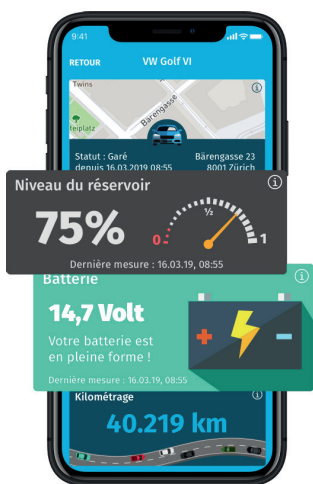 9:41
RETOUR VW Golf VI
Twins
Bärengasse
Statut : Garé Bärengasse 23
depuis 16.03.2019 08:55 8001 Zürich
Niveau du réservoir
75%
0 ½ 1
Dernière mesure : 16.03.19, 08:55
Batterie
14,7 Volt
+ -
Votre batterie est
en pleine forme !
Dernière mesure : 16.03.19, 08:55
Kilométrage
40.219 km